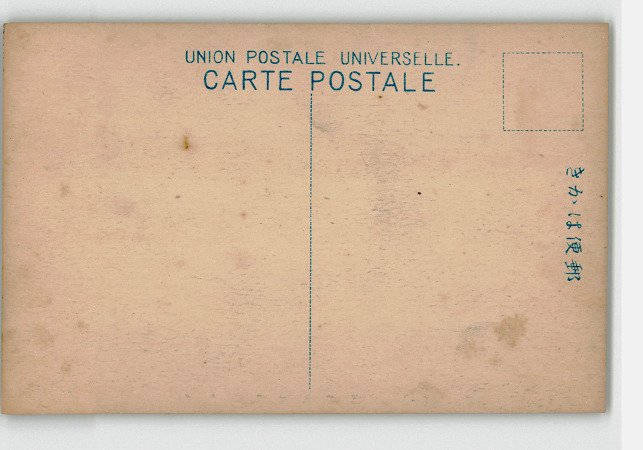 UNION POSTALE UNIVERSELLE.
CARTE POSTALE
きかは便郵